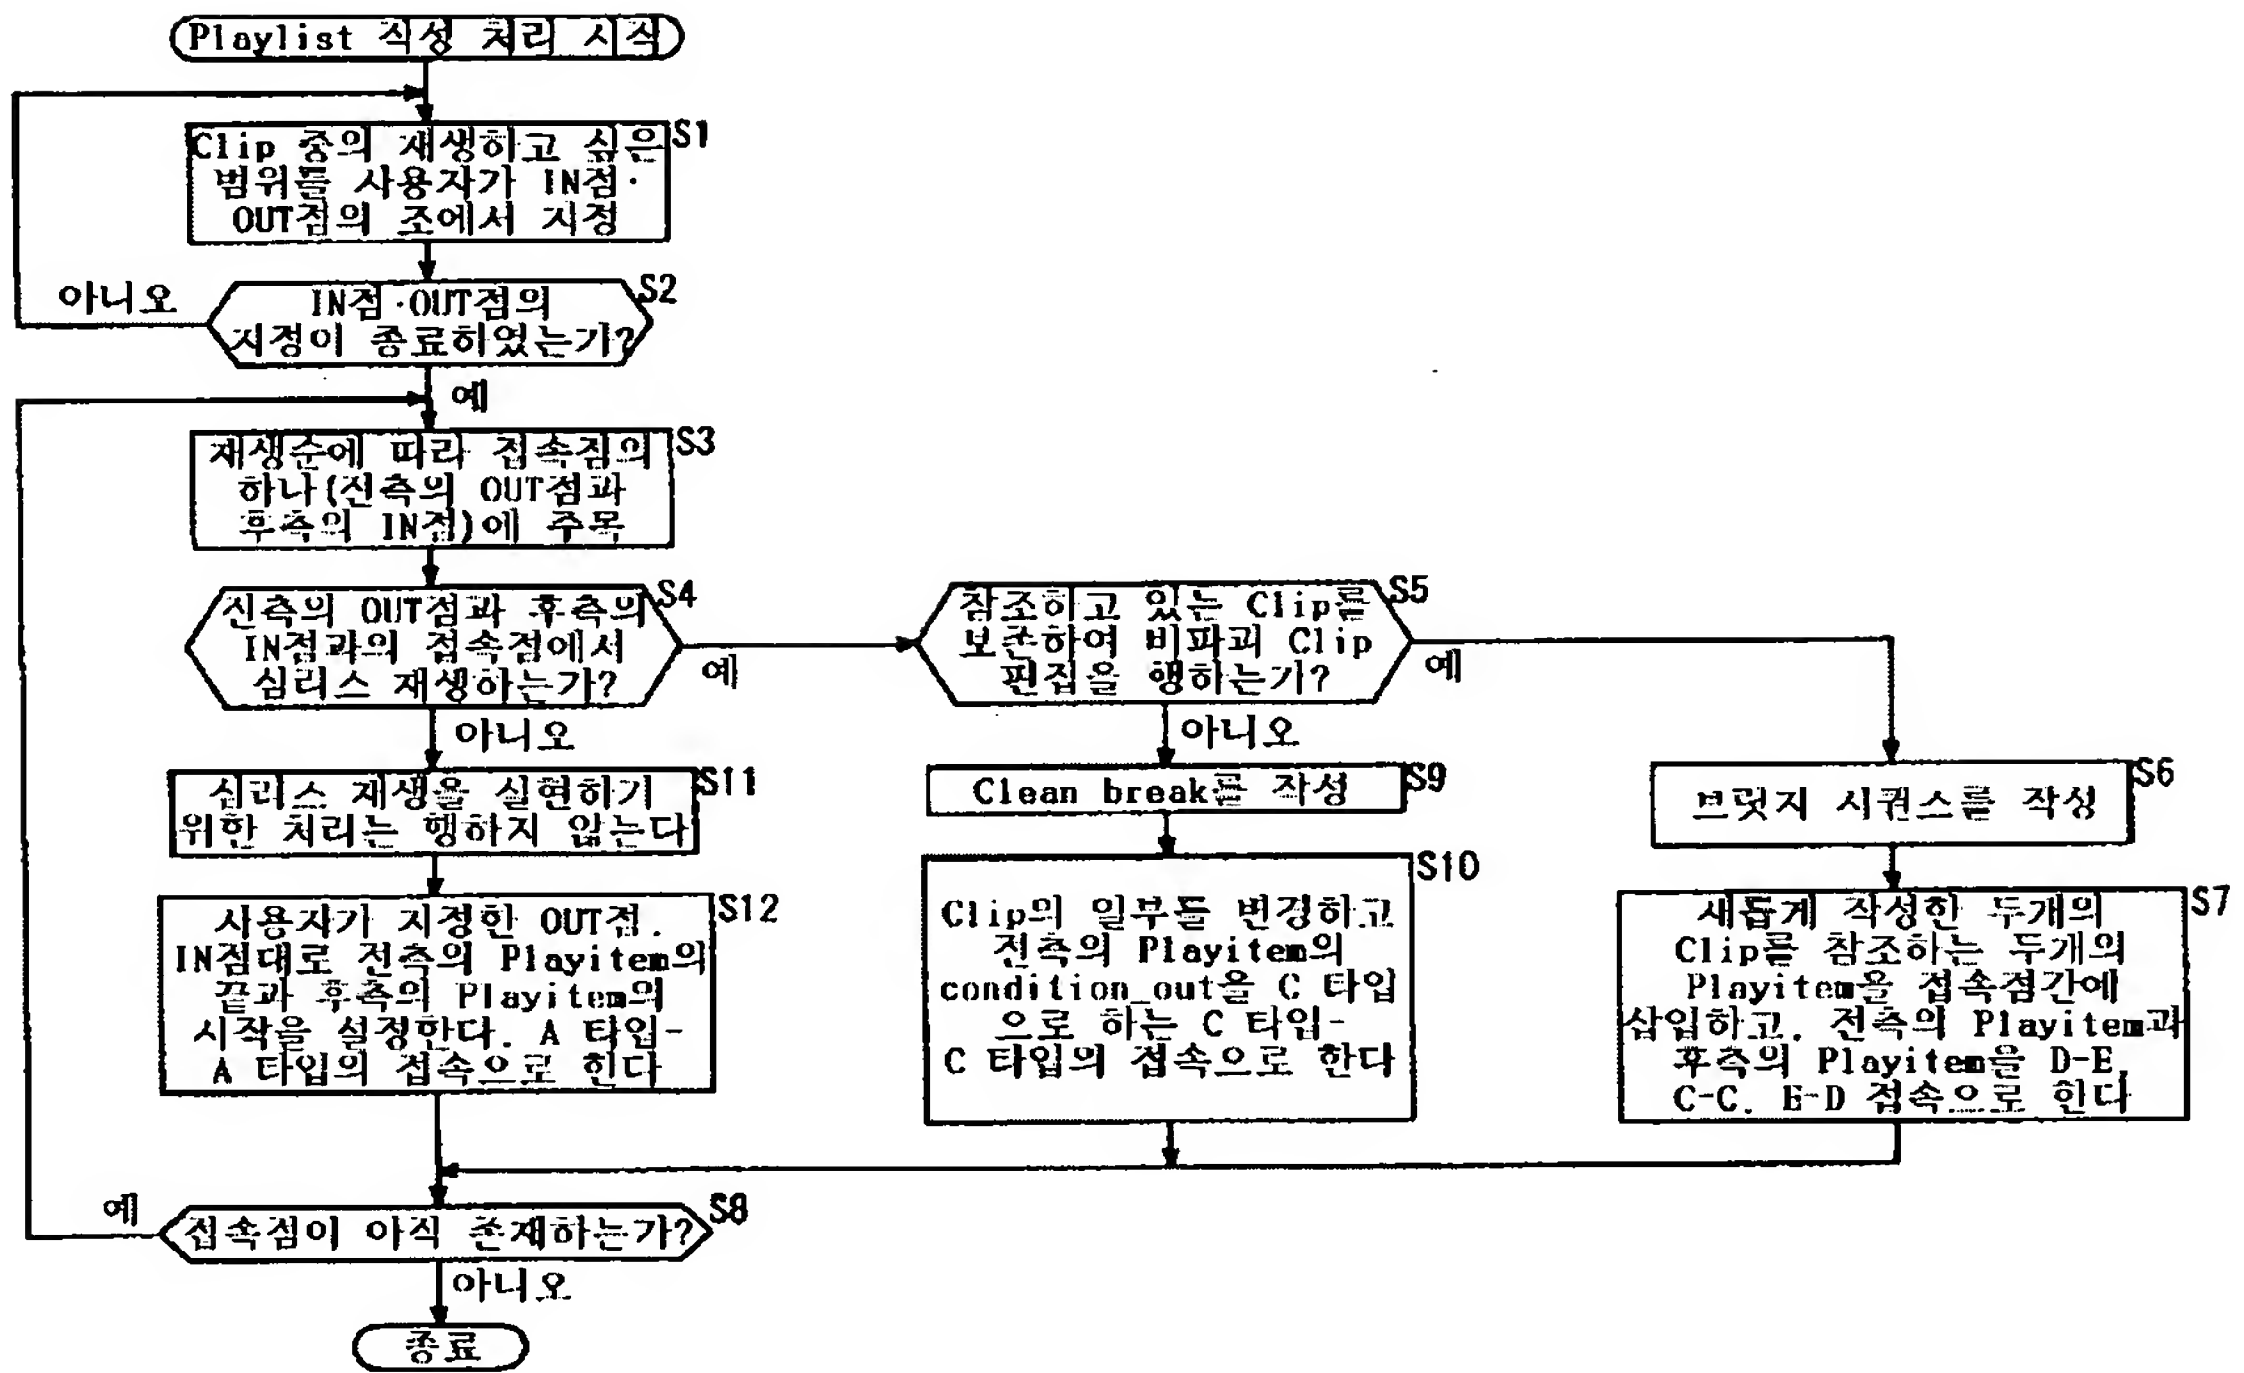 Playlist 작성 처리 시작
Clip 중의 재생하고 싶은
범위를 사용자가 IN점·
OUT점의 조에서 지정
S1
IN점·OUT점의
지정이 종료하였는가?
S2
아니오
예
재생순에 따라 접속점의
하나(전측의 OUT점과
후측의 IN점)에 주목
S3
전측의 OUT점과 후측의
IN점과의 접속점에서
심리스 재생하는가?
S4
예
아니오
참조하고 있는 Clip를
보존하여 비파괴 Clip
편집을 행하는가?
S5
예
아니오
심리스 재생을 실현하기
위한 처리는 행하지 않는다
S11
Clean break를 작성
S9
브릿지 시퀀스를 작성
S6
사용자가 지정한 OUT점.
IN점대로 전측의 Playitem의
끝과 후측의 Playitem의
시작을 설정한다. A 타입-
A 타입의 접속으로 한다
S12
Clip의 일부를 변경하고
전측의 Playitem의
condition_out을 C 타입
으로 하는 C 타입-
C 타입의 접속으로 한다
S10
새롭게 작성한 두개의
Clip를 참조하는 두개의
Playitem을 접속점간에
삽입하고. 전측의 Playitem과
후측의 Playitem을 D-E.
C-C. E-D 접속으로 한다
S7
접속점이 아직 존재하는가?
S8
예
아니오
종료